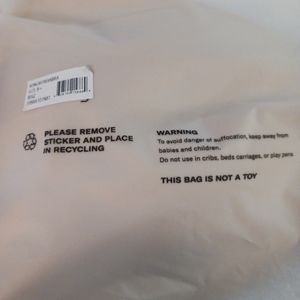 PLEASE REMOVE
STICKER AND PLACE
IN RECYCLING
WARNING
To avoid danger of suffocation, keep away from
babies and children.
Do not use in cribs, beds carriages, or play pens.
THIS BAG IS NOT A TOY